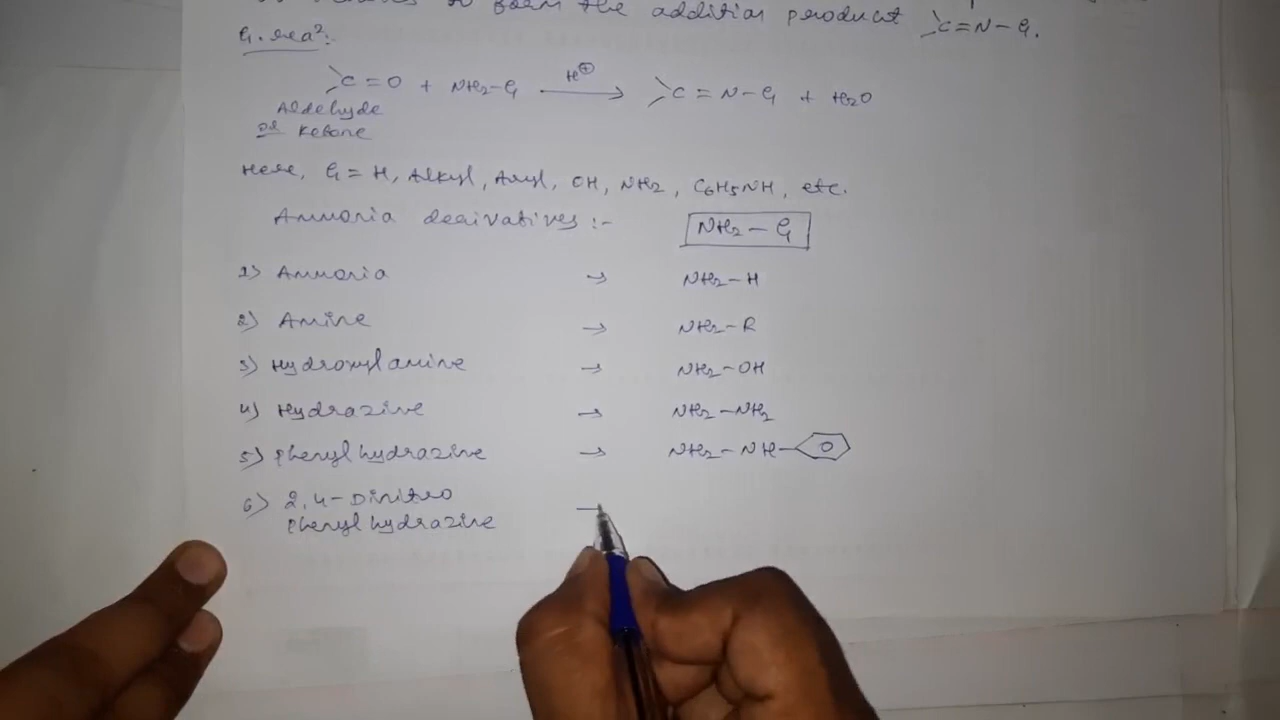 to form the addition product >C=N-G.
G. rea²:
>C=O + NH2-G H⊕ → >C=N-G + H2O
Aldehyde
or Ketone
Here, G = H, Alkyl, Aryl, OH, NH2, C6H5NH, etc.
Ammonia derivatives :- NH2-G
1) Ammonia → NH2-H
2) Amine → NH2-R
3) Hydroxylamine → NH2-OH
4) Hydrazine → NH2-NH2
5) Phenyl hydrazine → NH2-NH-
6) 2,4-Dinitro
Phenyl hydrazine